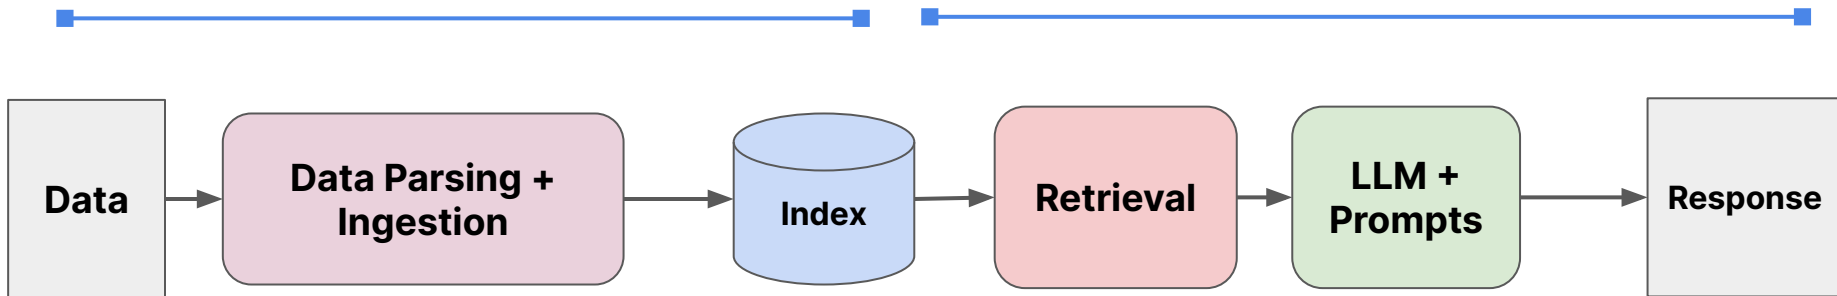 Data
Data Parsing +
Ingestion
Index
Retrieval
LLM +
Prompts
Response